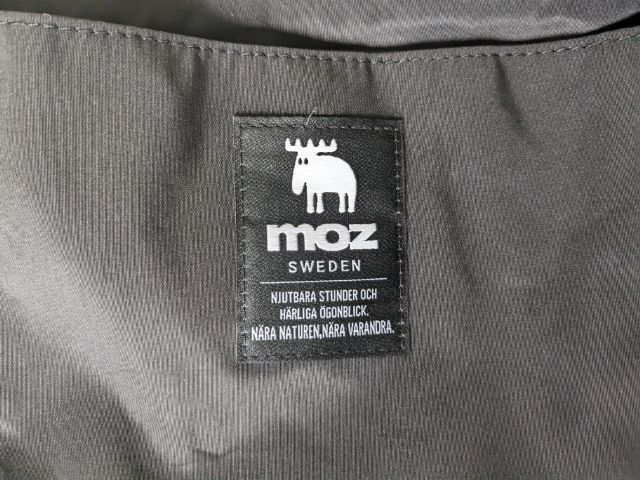 moz
SWEDEN
NJUTBARA STUNDER OCH
HÄRLIGA ÖGONBLICK.
NÄRA NATUREN,NÄRA VARANDRA.